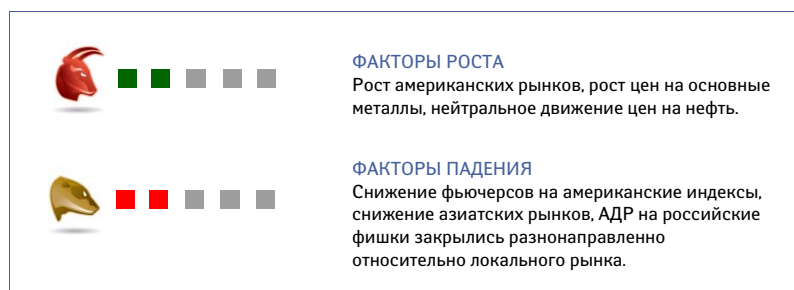 ФАКТОРЫ РОСТА
Рост американских рынков, рост цен на основные
металлы, нейтральное движение цен на нефть.
ФАКТОРЫ ПАДЕНИЯ
Снижение фьючерсов на американские индексы,
снижение азиатских рынков, АДР на российские
фишки закрылись разнонаправленно
относительно локального рынка.